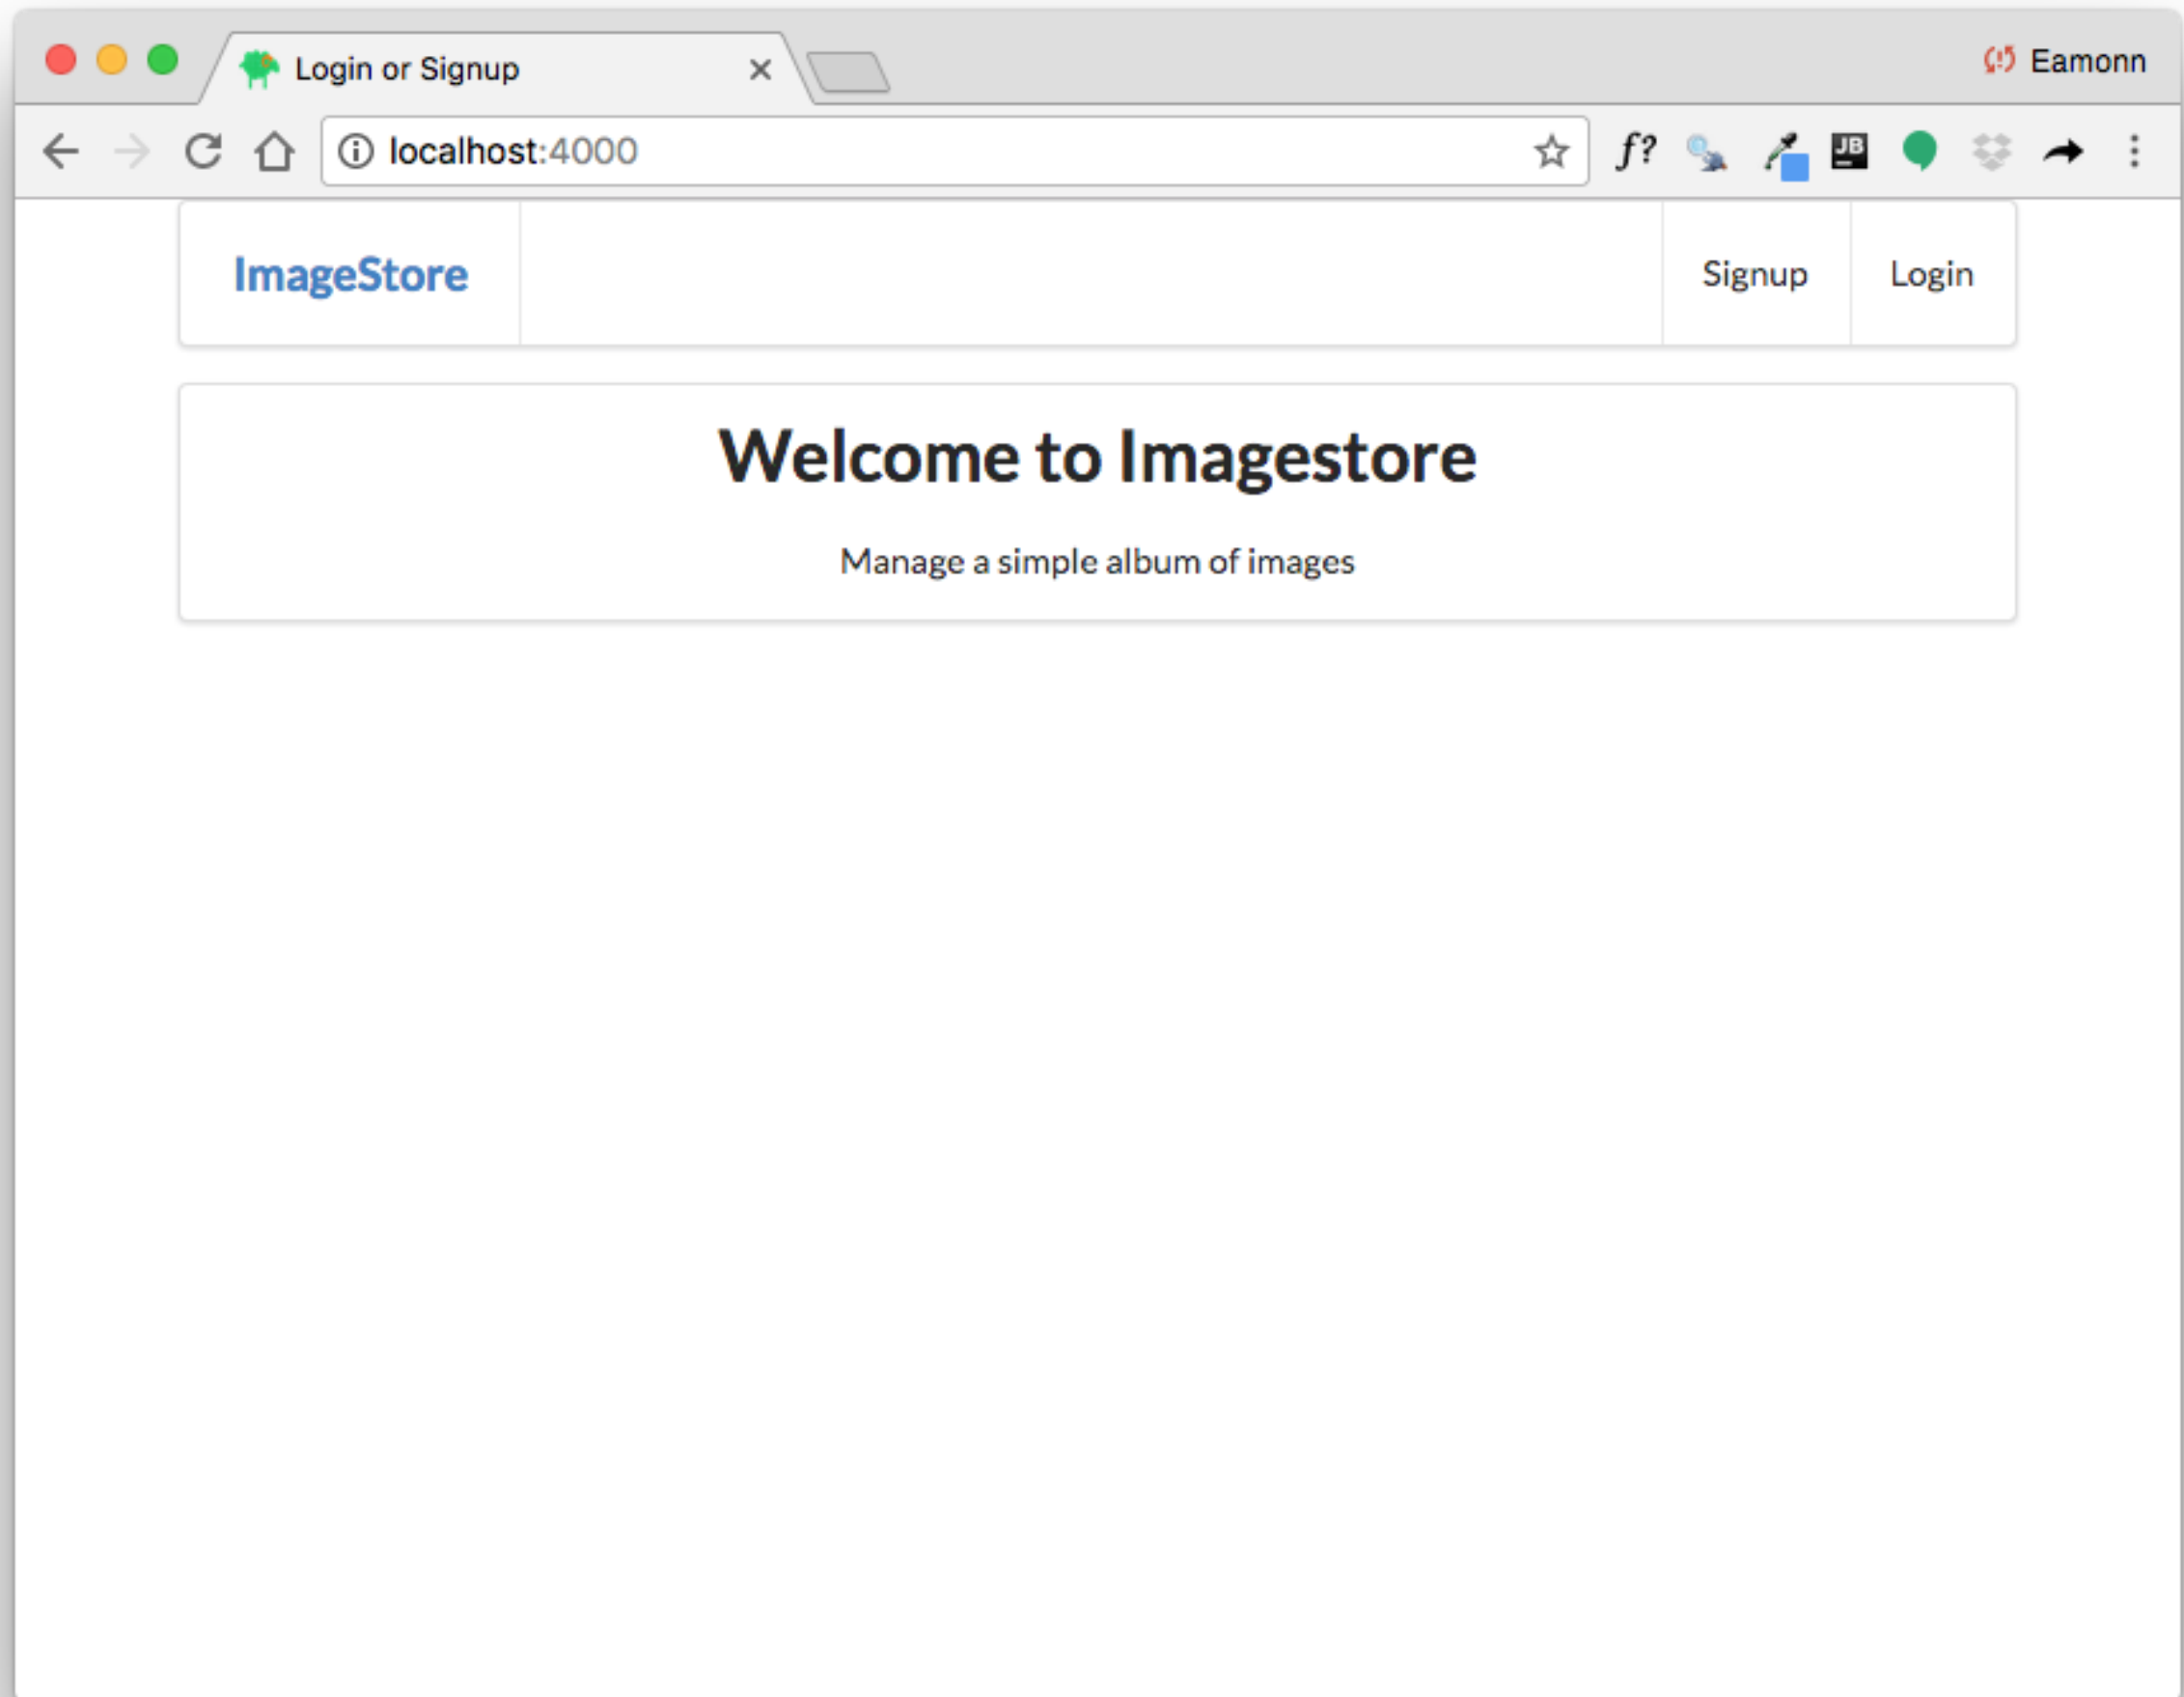 Login or Signup
Eamonn
localhost:4000
f?
JB
ImageStore
Signup
Login
Welcome to Imagestore
Manage a simple album of images